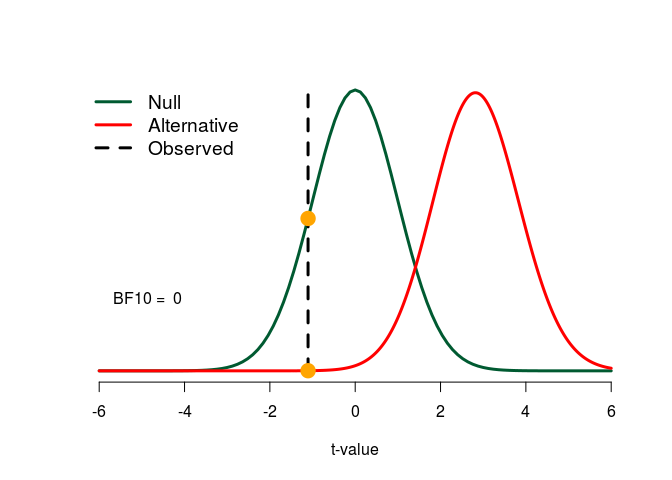 Null
Alternative
Observed
BF10 =  0
-6 -4 -2 0 2 4 6
t-value